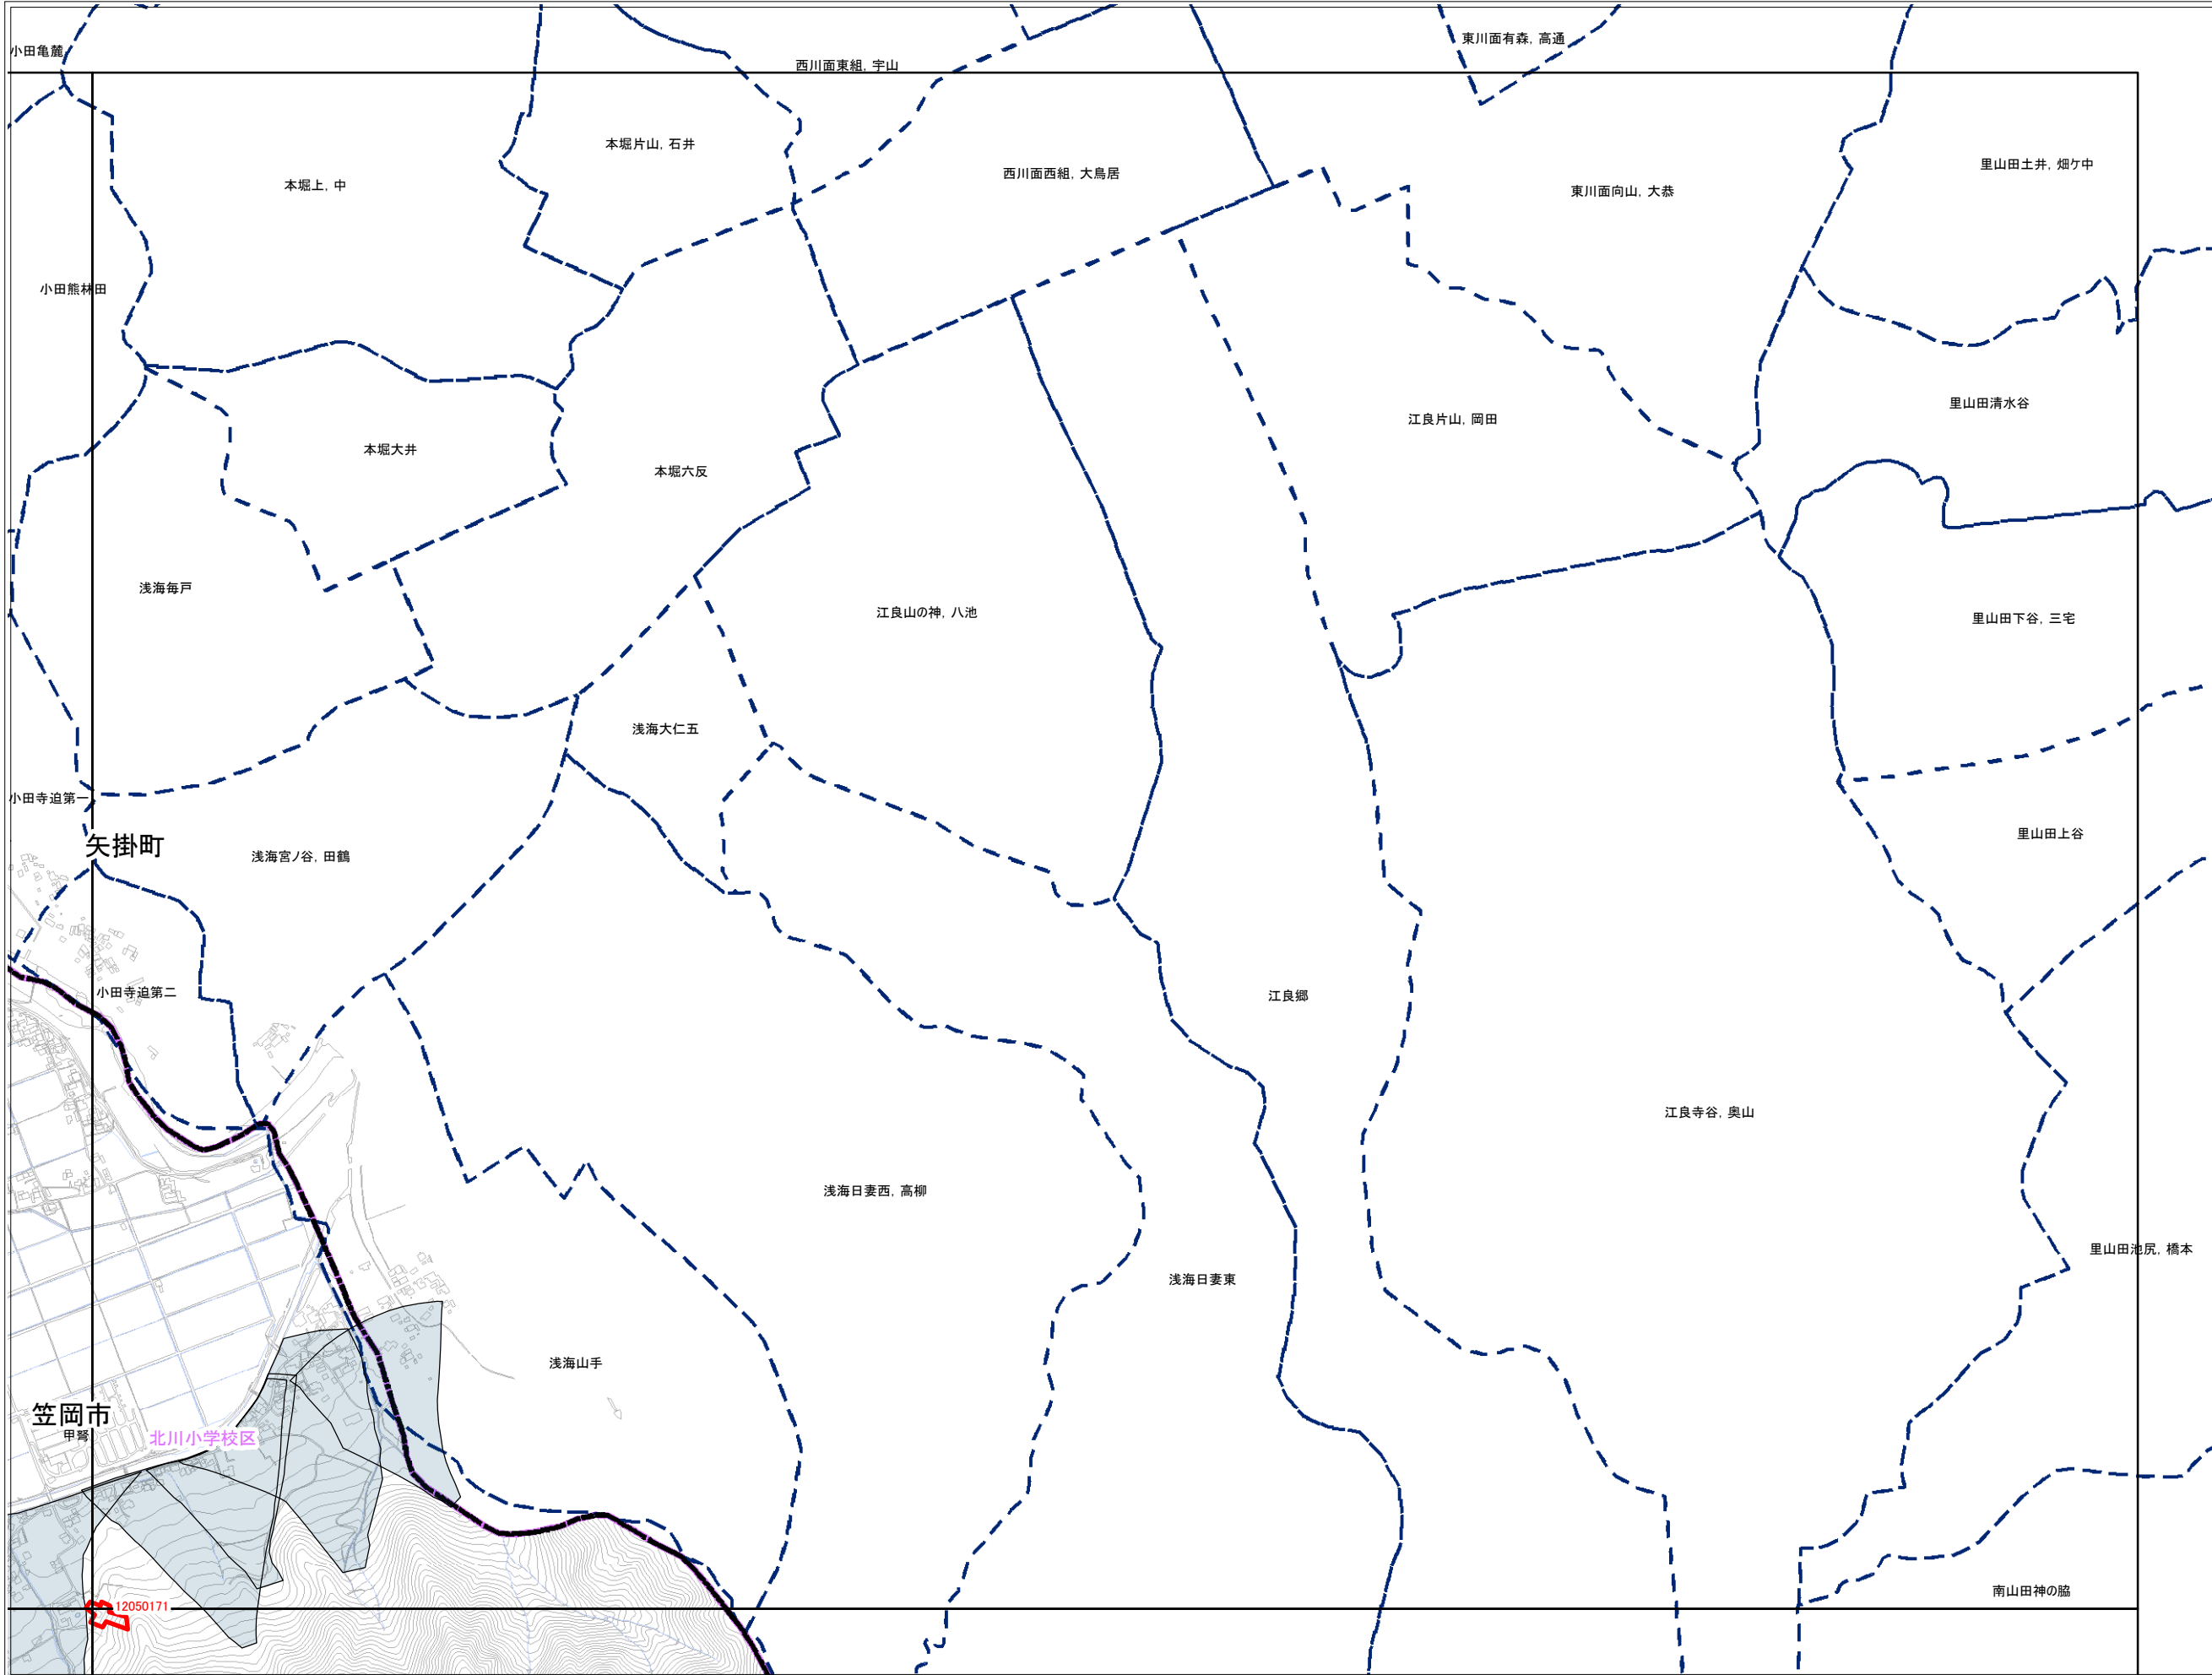 小田亀麓
西川面東組, 宇山
東川面有森, 高通
本堀片山, 石井
本堀上, 中
西川面西組, 大鳥居
東川面向山, 大恭
里山田土井, 畑ケ中
小田熊林田
里山田清水谷
江良片山, 岡田
本堀大井
本堀六反
浅海毎戸
江良山の神, 八池
里山田下谷, 三宅
浅海大仁五
小田寺迫第一
矢掛町
浅海宮ノ谷, 田鶴
里山田上谷
小田寺迫第二
江良郷
江良寺谷, 奥山
浅海日妻西, 高柳
里山田池尻, 橋本
浅海日妻東
浅海山手
笠岡市
甲弩
北川小学校区
南山田神の脇
12050171